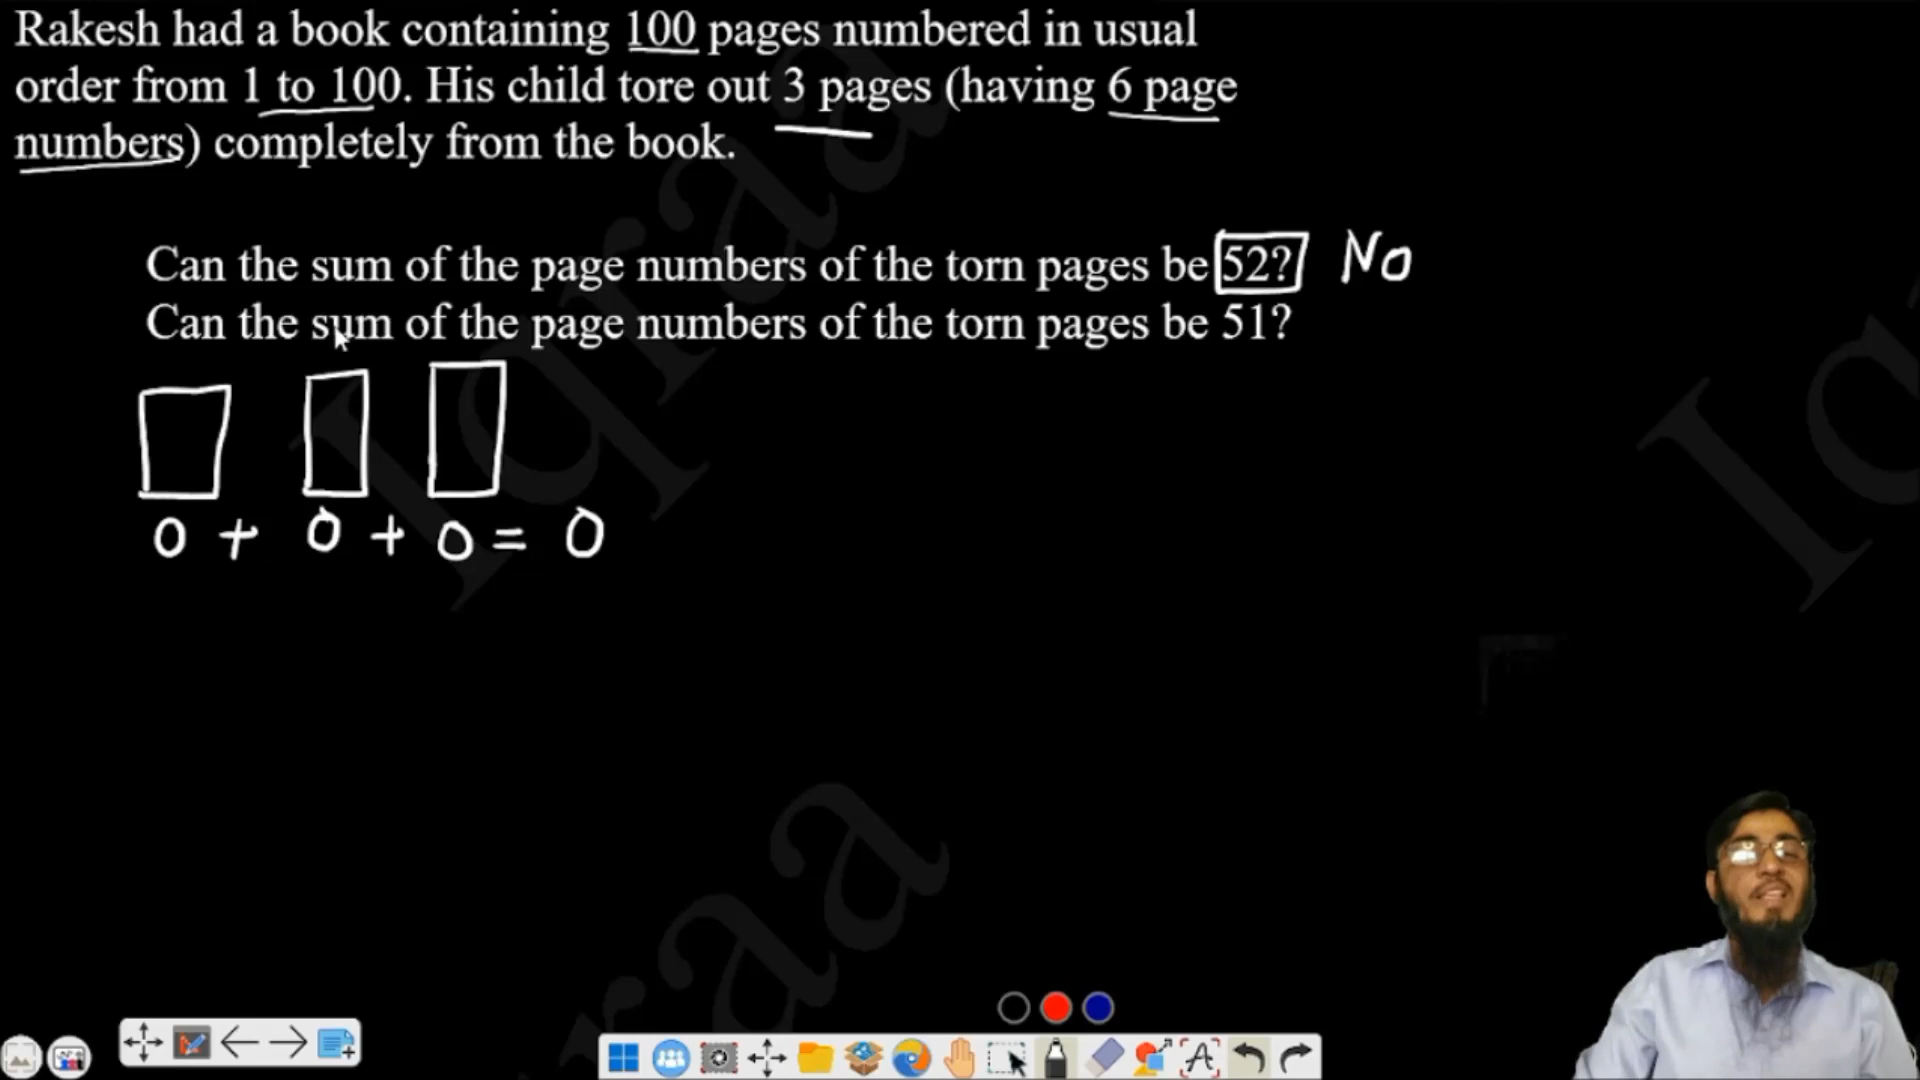 Rakesh had a book containing 100 pages numbered in usual
order from 1 to 100. His child tore out 3 pages (having 6 page
numbers) completely from the book.
Can the sum of the page numbers of the torn pages be 52? No
Can the sum of the page numbers of the torn pages be 51?
0 + 0 + 0 = 0
Iqraa